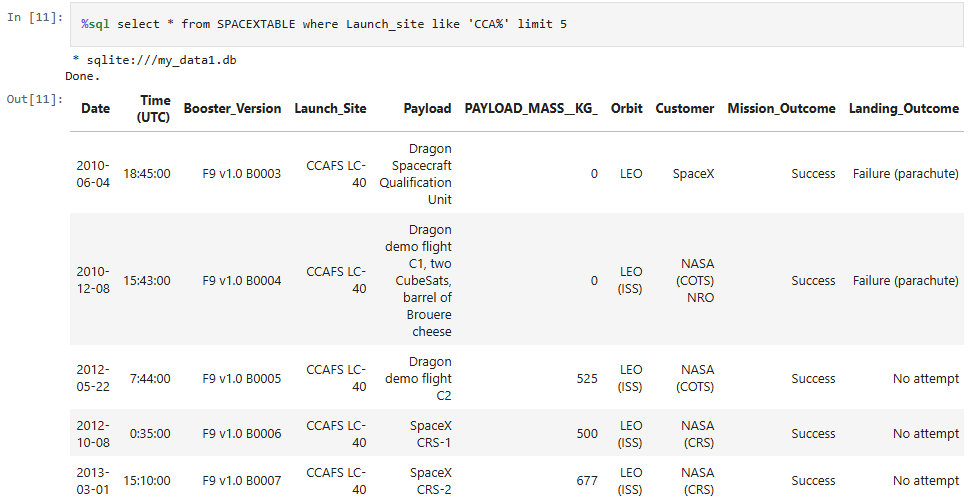 In [11]: %sql select * from SPACEXTABLE where Launch_site like 'CCA%' limit 5
* sqlite:///my_data1.db
Done.
Out[11]: Date Time (UTC) Booster_Version Launch_Site Payload PAYLOAD_MASS__KG_ Orbit Customer Mission_Outcome Landing_Outcome
2010-06-04 18:45:00 F9 v1.0 B0003 CCAFS LC-40 Dragon Spacecraft Qualification Unit 0 LEO SpaceX Success Failure (parachute)
2010-12-08 15:43:00 F9 v1.0 B0004 CCAFS LC-40 Dragon demo flight C1, two CubeSats, barrel of Brouere cheese 0 LEO (ISS) NASA (COTS) NRO Success Failure (parachute)
2012-05-22 7:44:00 F9 v1.0 B0005 CCAFS LC-40 Dragon demo flight C2 525 LEO (ISS) NASA (COTS) Success No attempt
2012-10-08 0:35:00 F9 v1.0 B0006 CCAFS LC-40 SpaceX CRS-1 500 LEO (ISS) NASA (CRS) Success No attempt
2013-03-01 15:10:00 F9 v1.0 B0007 CCAFS LC-40 SpaceX CRS-2 677 LEO (ISS) NASA (CRS) Success No attempt